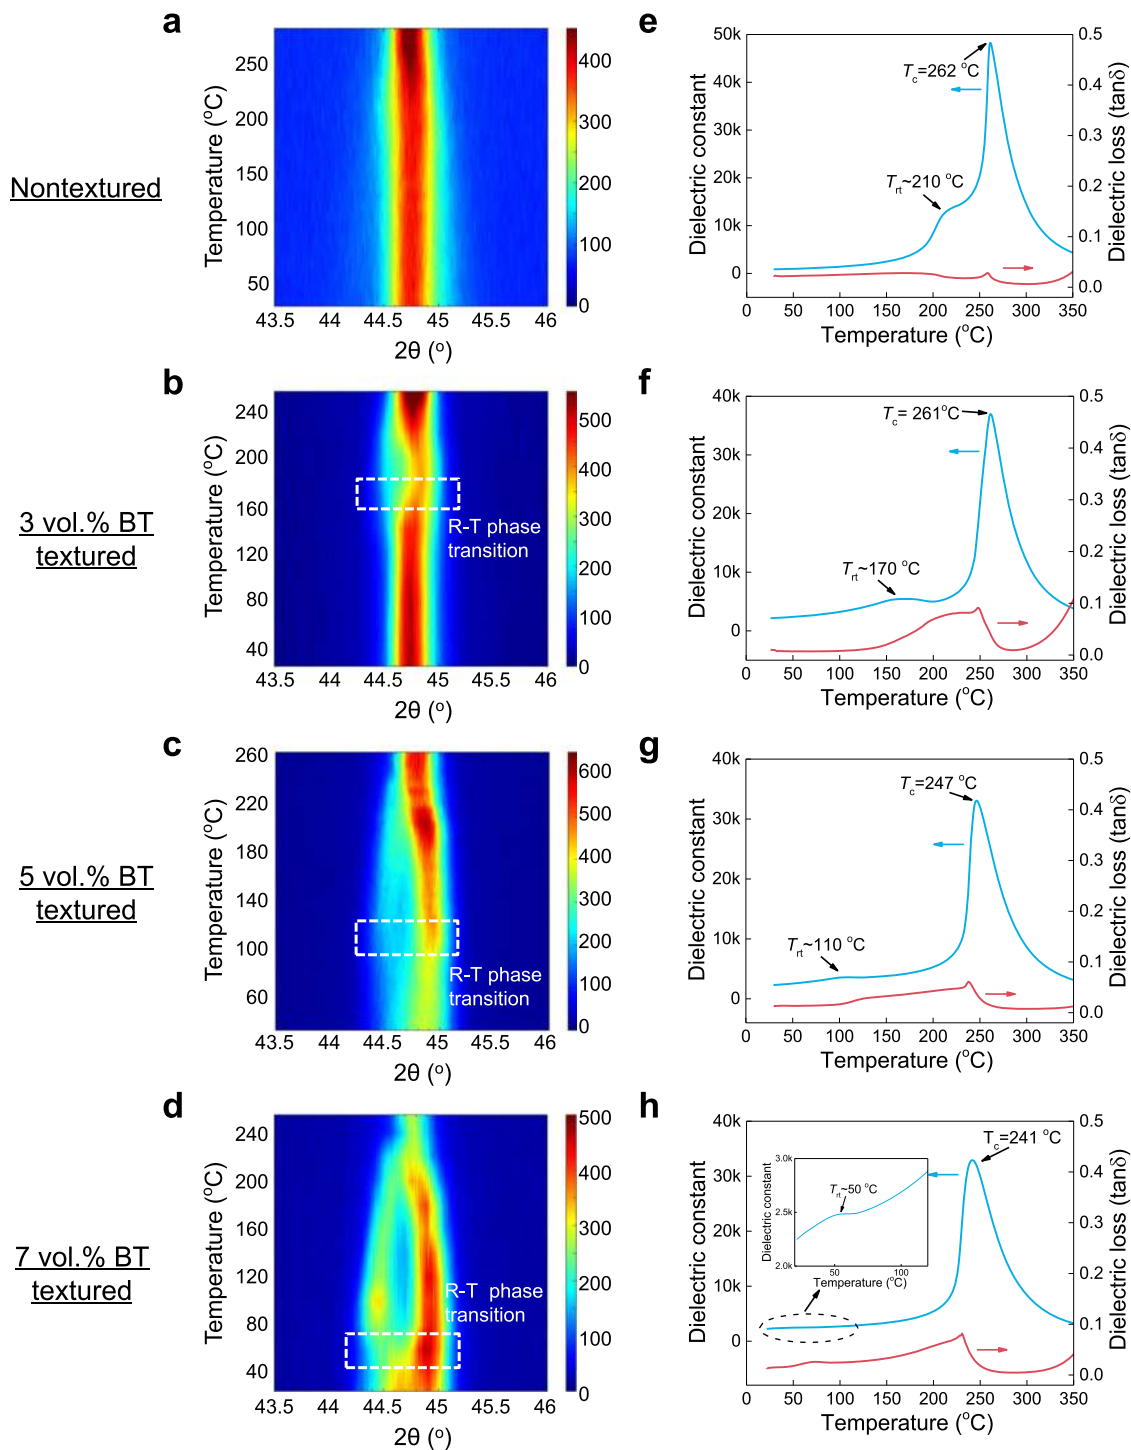 Nontextured
a
Temperature (°C)
250
200
150
100
50
43.5 44 44.5 45 45.5 46
2θ (°)
400
300
200
100
0
e
Dielectric constant
50k
40k
30k
20k
10k
0
Tc=262 °C
Trt~210 °C
0 50 100 150 200 250 300 350
Temperature (°C)
0.5
0.4
0.3
0.2
0.1
0.0
Dielectric loss (tanδ)
3 vol.% BT
textured
b
Temperature (°C)
240
200
160
120
80
40
R-T phase
transition
43.5 44 44.5 45 45.5 46
2θ (°)
500
400
300
200
100
0
f
Dielectric constant
40k
30k
20k
10k
0
Tc= 261°C
Trt~170 °C
0 50 100 150 200 250 300 350
Temperature (°C)
0.5
0.4
0.3
0.2
0.1
0.0
Dielectric loss (tanδ)
5 vol.% BT
textured
c
Temperature (°C)
260
220
180
140
100
60
R-T phase
transition
43.5 44 44.5 45 45.5 46
2θ (°)
600
500
400
300
200
100
0
g
Dielectric constant
40k
30k
20k
10k
0
Tc=247 °C
Trt~110 °C
0 50 100 150 200 250 300 350
Temperature (°C)
0.5
0.4
0.3
0.2
0.1
0.0
Dielectric loss (tanδ)
7 vol.% BT
textured
d
Temperature (°C)
240
200
160
120
80
40
R-T phase
transition
43.5 44 44.5 45 45.5 46
2θ (°)
500
400
300
200
100
0
h
Dielectric constant
40k
30k
20k
10k
0
Tc=241 °C
Dielectric constant
3.0k
2.5k
2.0k
Trt~50 °C
50 100
Temperature (°C)
0 50 100 150 200 250 300 350
Temperature (°C)
0.5
0.4
0.3
0.2
0.1
0.0
Dielectric loss (tanδ)